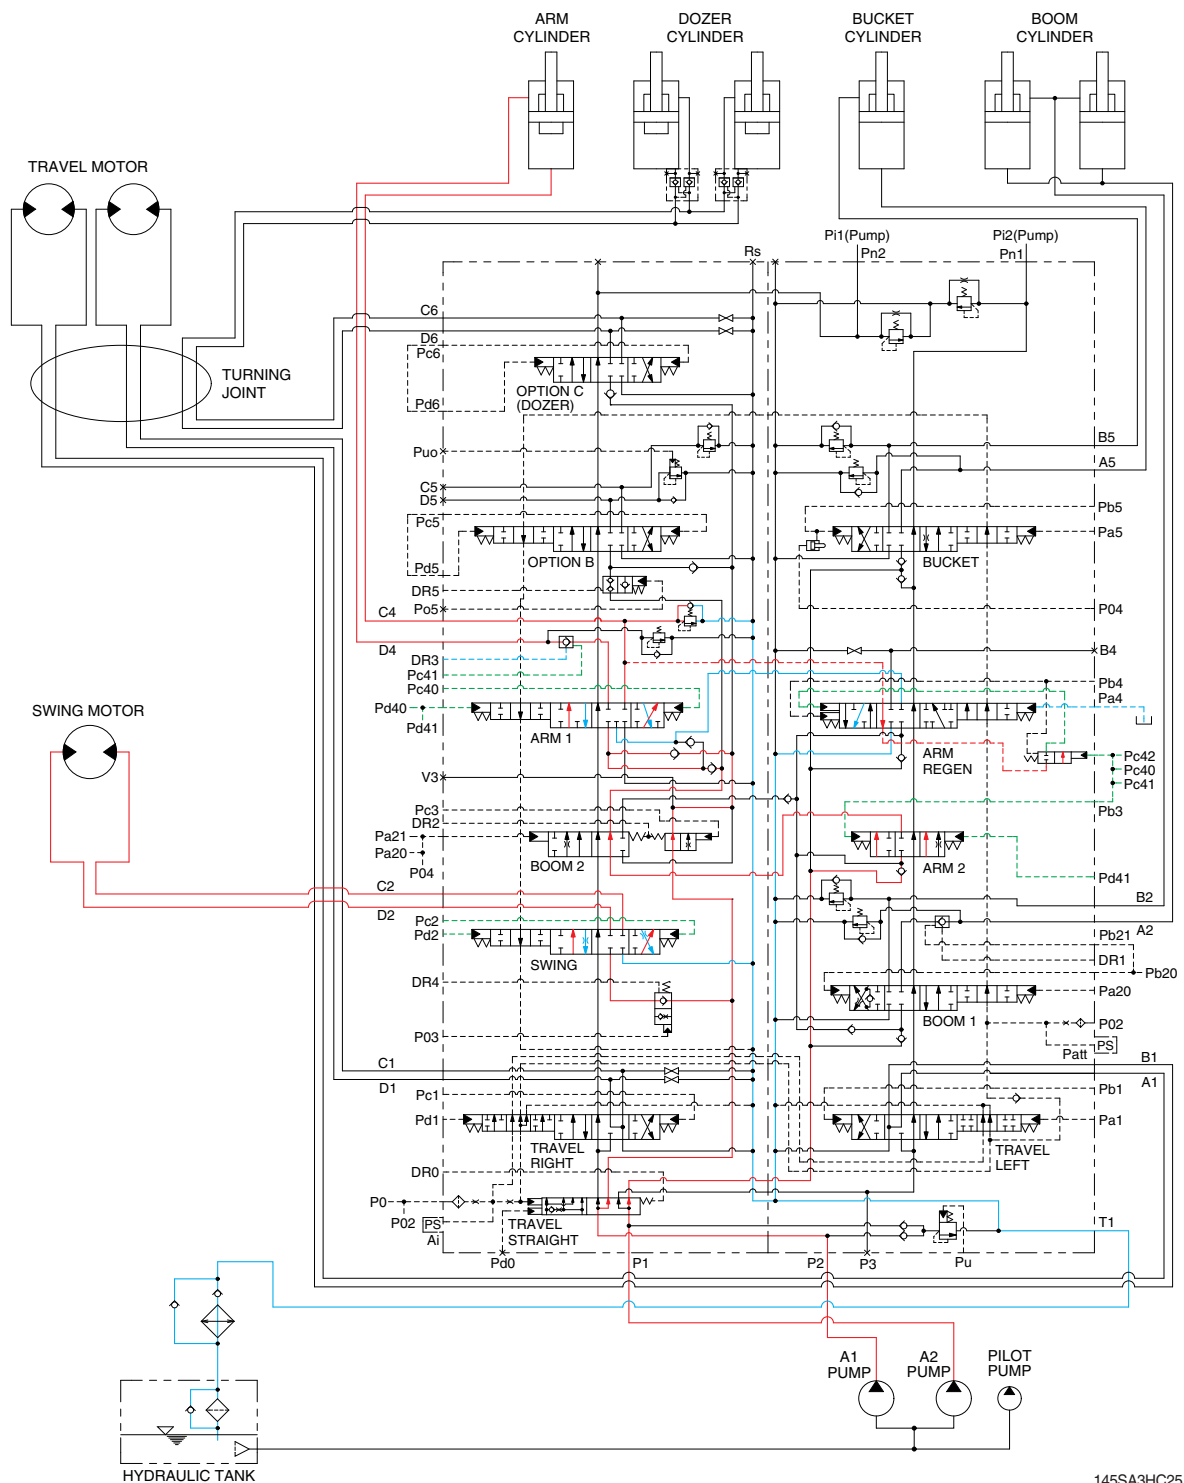 ARM
CYLINDER
DOZER
CYLINDER
BUCKET
CYLINDER
BOOM
CYLINDER
TRAVEL MOTOR
TURNING
JOINT
Rs
Pi1(Pump)
Pn2
Pi2(Pump)
Pn1
C6
D6
Pc6
Pd6
OPTION C
(DOZER)
Puo
C5
D5
Pc5
Pd5
OPTION B
DR5
Po5
B5
A5
Pb5
Pa5
BUCKET
P04
C4
D4
DR3
Pc41
Pc40
Pd40
Pd41
ARM 1
B4
Pb4
Pa4
ARM
REGEN
Pc42
Pc40
Pc41
Pb3
SWING MOTOR
V3
Pc3
DR2
Pa21
Pa20
P04
BOOM 2
ARM 2
Pd41
C2
D2
Pc2
Pd2
SWING
B2
A2
Pb21
DR1
Pb20
Pa20
BOOM 1
DR4
P03
P02
PS
Patt
C1
D1
Pc1
Pd1
TRAVEL
RIGHT
B1
A1
Pb1
Pa1
TRAVEL
LEFT
DR0
P0
P02
PS
Ai
TRAVEL
STRAIGHT
Pd0
P1
P2
P3
Pu
T1
A1
PUMP
A2
PUMP
PILOT
PUMP
HYDRAULIC TANK
145SA3HC25